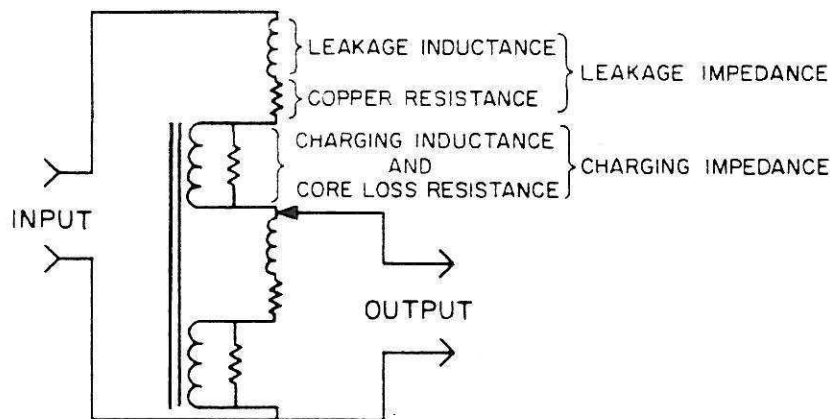 LEAKAGE INDUCTANCE
LEAKAGE IMPEDANCE
COPPER RESISTANCE
CHARGING INDUCTANCE
AND
CORE LOSS RESISTANCE
CHARGING IMPEDANCE
INPUT
OUTPUT